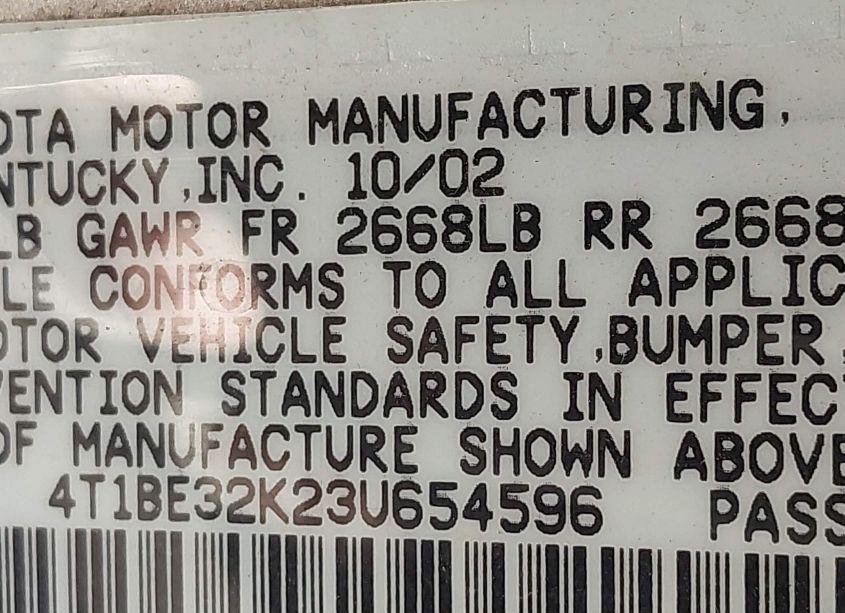 OTA MOTOR MANUFACTURING,
NTUCKY,INC. 10/02
LB GAWR FR 2668LB RR 2668
LE CONFORMS TO ALL APPLIC
OTOR VEHICLE SAFETY,BUMPER,
VENTION STANDARDS IN EFFECT
OF MANUFACTURE SHOWN ABOVE
4T1BE32K23U654596 PASS